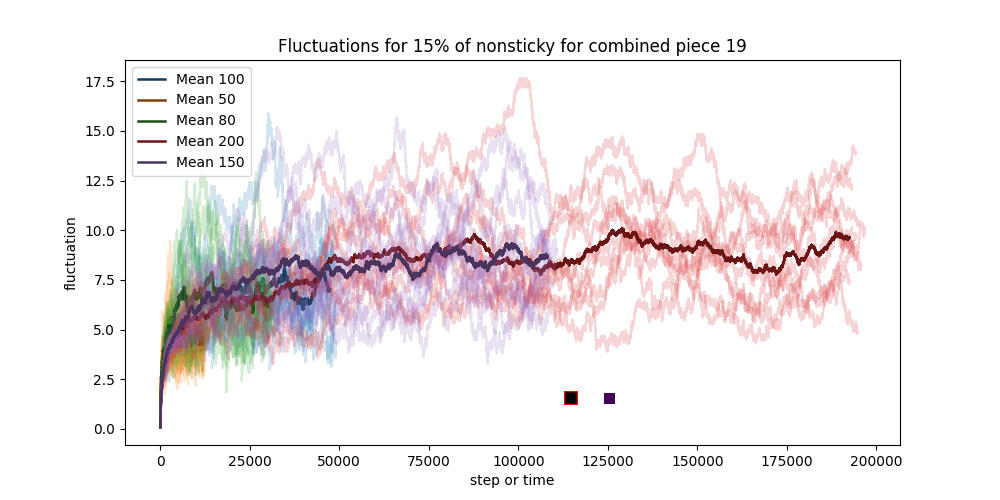 Fluctuations for 15% of nonsticky for combined piece 19
Mean 100
Mean 50
Mean 80
Mean 200
Mean 150
fluctuation
17.5
15.0
12.5
10.0
7.5
5.0
2.5
0.0
0 25000 50000 75000 100000 125000 150000 175000 200000
step or time